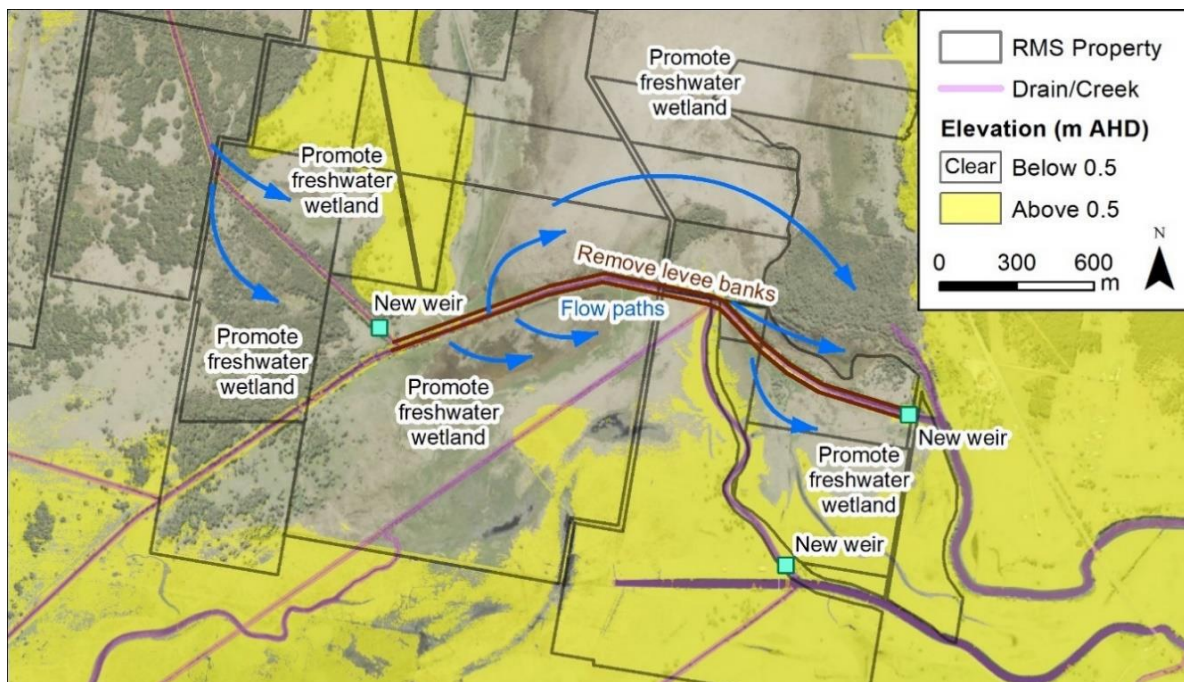 Promote
freshwater
wetland
Promote
freshwater
wetland
Promote
freshwater
wetland
Promote
freshwater
wetland
Promote
freshwater
wetland
New weir
Remove levee banks
Flow paths
New weir
New weir
RMS Property
Drain/Creek
Elevation (m AHD)
Clear Below 0.5
Above 0.5
N
0 300 600
m